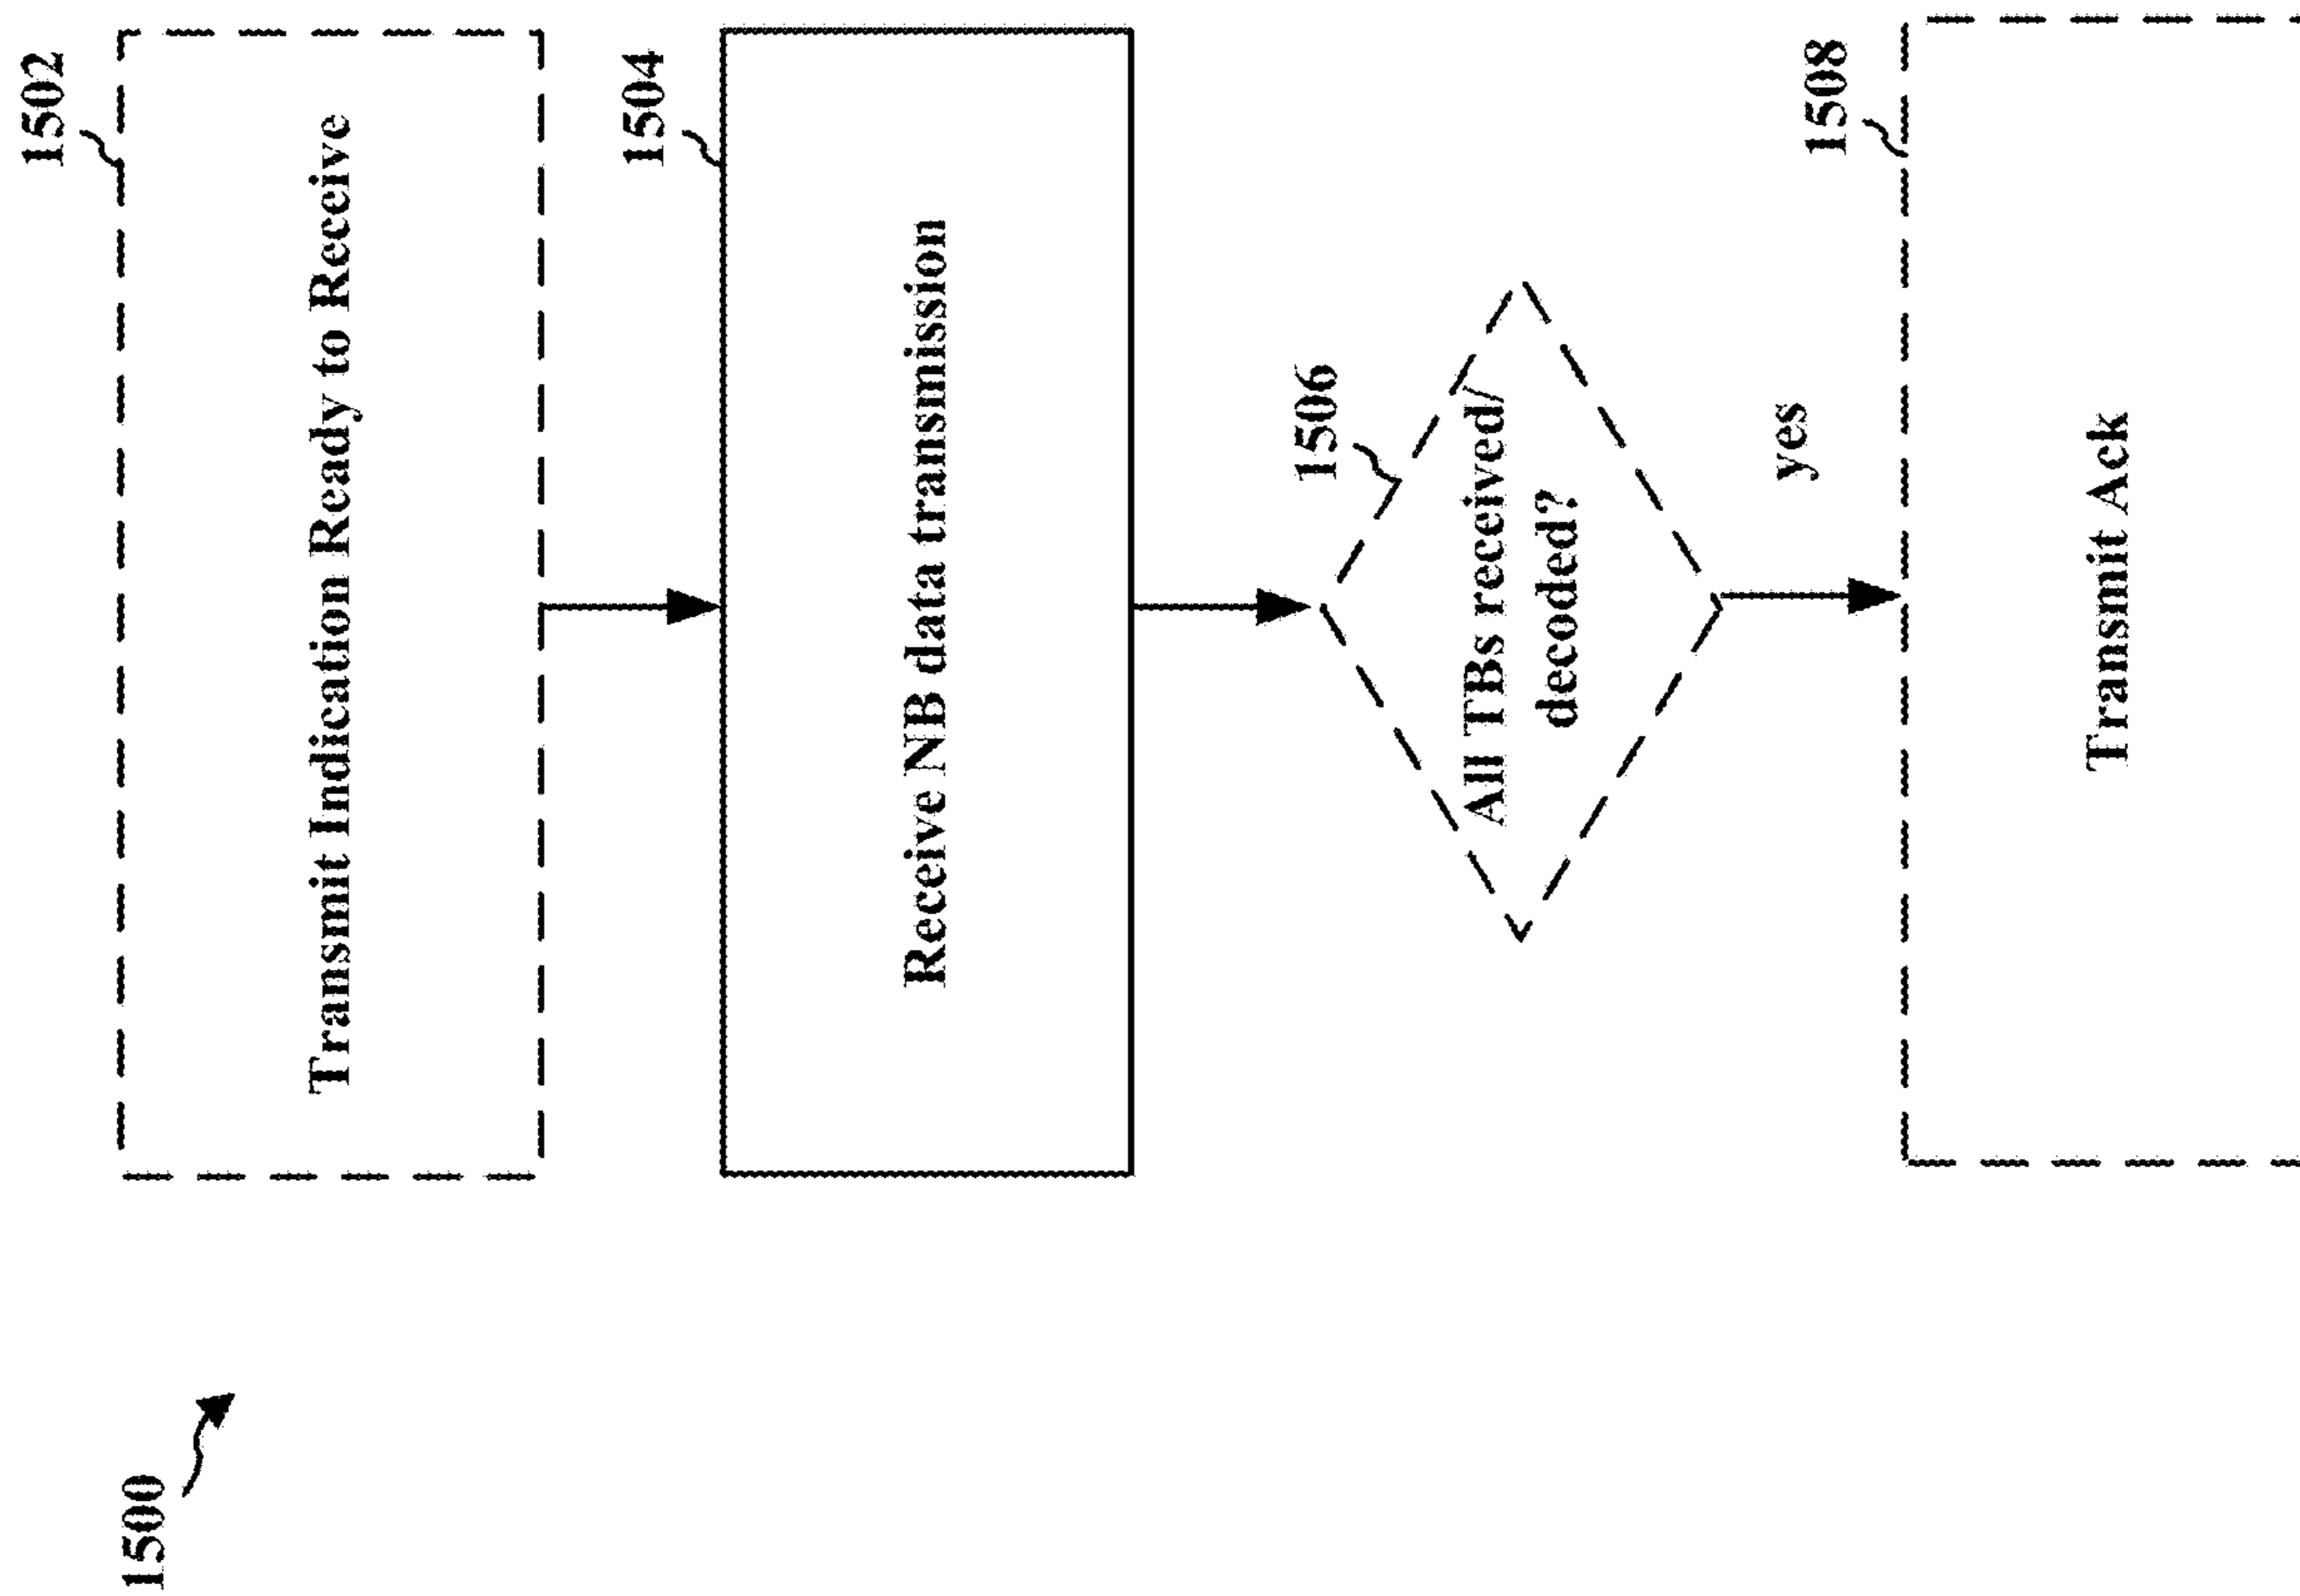 1500
1502
Transmit Indication Ready to Receive
1504
Receive NB data transmission
1506
All TBs received/
decoded?
yes
1508
Transmit Ack